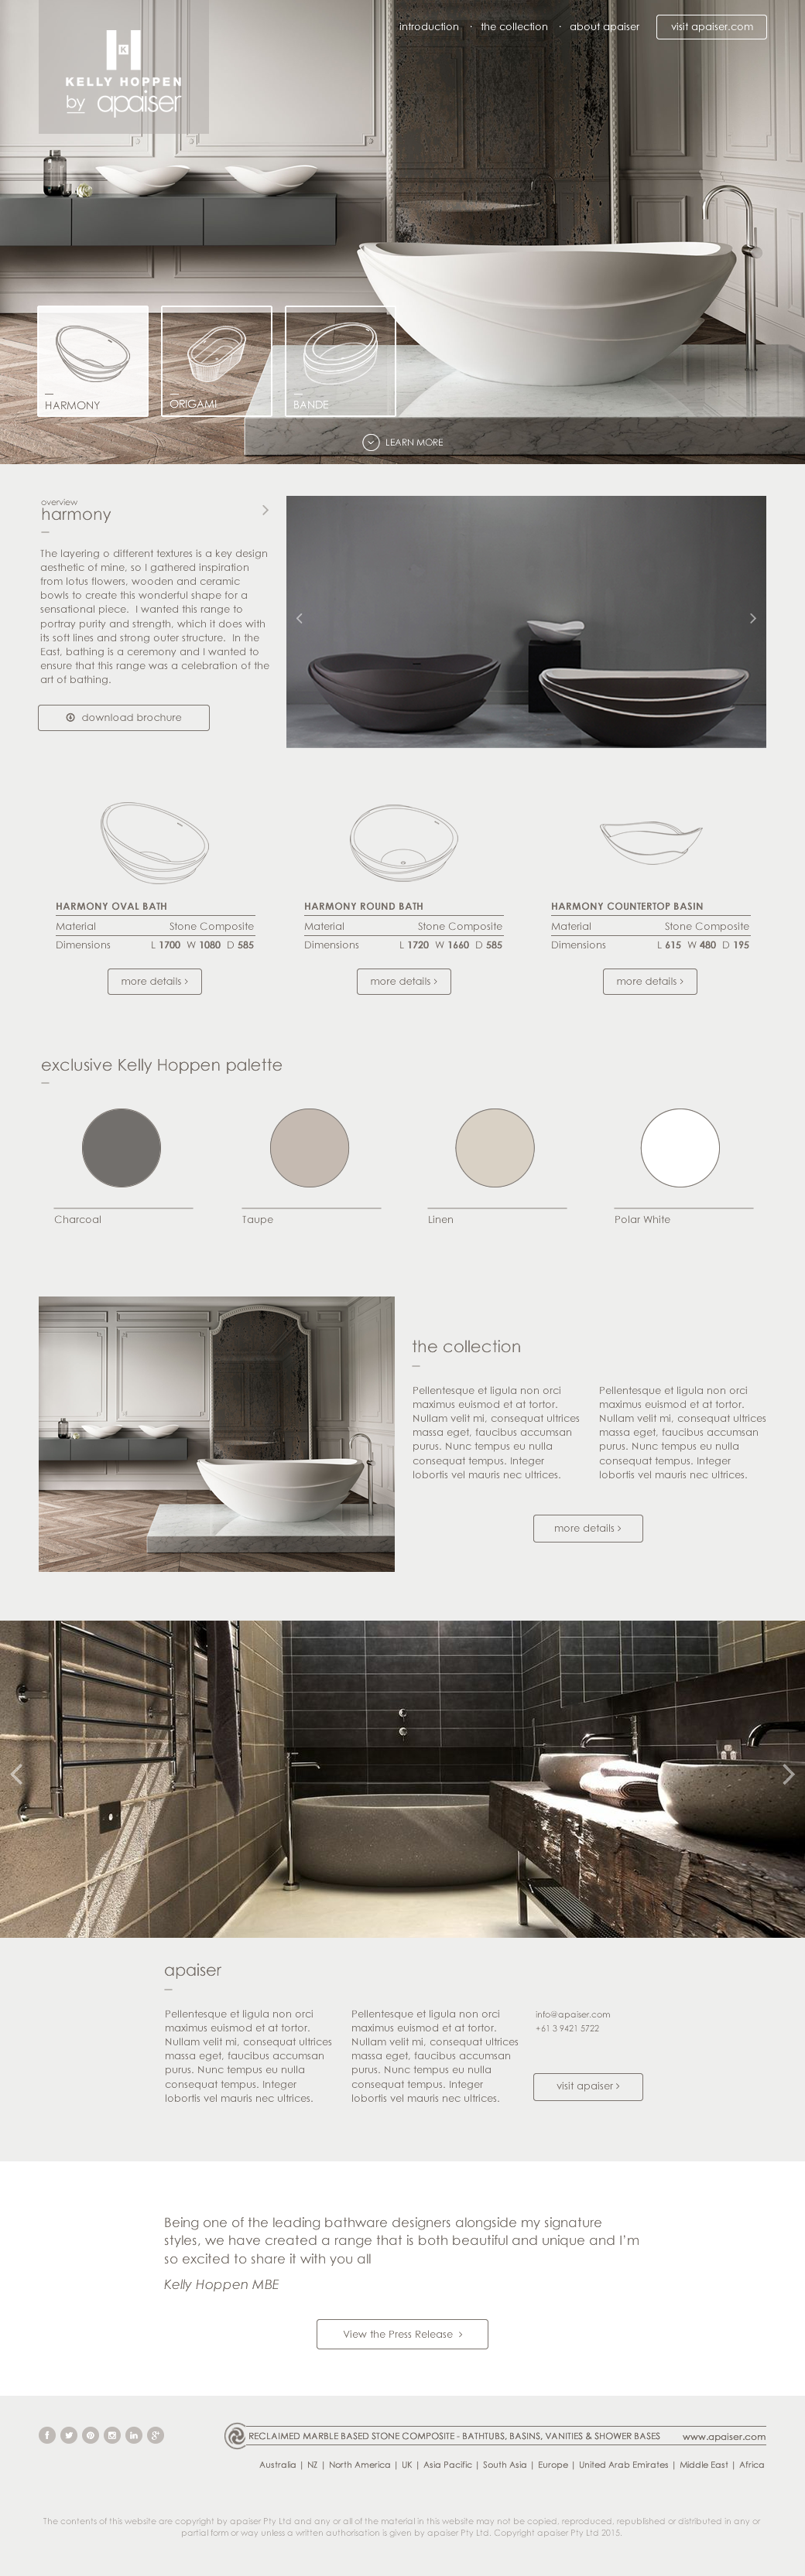 introduction · the collection · about apaiser visit apaiser.com
H K
KELLY HOPPEN
by apaiser
HARMONY
ORIGAMI
BANDE
LEARN MORE
overview
harmony
The layering o different textures is a key design
aesthetic of mine, so I gathered inspiration
from lotus flowers, wooden and ceramic
bowls to create this wonderful shape for a
sensational piece. I wanted this range to
portray purity and strength, which it does with
its soft lines and strong outer structure. In the
East, bathing is a ceremony and I wanted to
ensure that this range was a celebration of the
art of bathing.
download brochure
HARMONY OVAL BATH
Material Stone Composite
Dimensions L 1700 W 1080 D 585
more details ›
HARMONY ROUND BATH
Material Stone Composite
Dimensions L 1720 W 1660 D 585
more details ›
HARMONY COUNTERTOP BASIN
Material Stone Composite
Dimensions L 615 W 480 D 195
more details ›
exclusive Kelly Hoppen palette
Charcoal
Taupe
Linen
Polar White
the collection
Pellentesque et ligula non orci
maximus euismod et at tortor.
Nullam velit mi, consequat ultrices
massa eget, faucibus accumsan
purus. Nunc tempus eu nulla
consequat tempus. Integer
lobortis vel mauris nec ultrices.
Pellentesque et ligula non orci
maximus euismod et at tortor.
Nullam velit mi, consequat ultrices
massa eget, faucibus accumsan
purus. Nunc tempus eu nulla
consequat tempus. Integer
lobortis vel mauris nec ultrices.
more details ›
apaiser
Pellentesque et ligula non orci
maximus euismod et at tortor.
Nullam velit mi, consequat ultrices
massa eget, faucibus accumsan
purus. Nunc tempus eu nulla
consequat tempus. Integer
lobortis vel mauris nec ultrices.
Pellentesque et ligula non orci
maximus euismod et at tortor.
Nullam velit mi, consequat ultrices
massa eget, faucibus accumsan
purus. Nunc tempus eu nulla
consequat tempus. Integer
lobortis vel mauris nec ultrices.
info@apaiser.com
+61 3 9421 5722
visit apaiser ›
Being one of the leading bathware designers alongside my signature
styles, we have created a range that is both beautiful and unique and I'm
so excited to share it with you all
Kelly Hoppen MBE
View the Press Release ›
RECLAIMED MARBLE BASED STONE COMPOSITE - BATHTUBS, BASINS, VANITIES & SHOWER BASES www.apaiser.com
Australia | NZ | North America | UK | Asia Pacific | South Asia | Europe | United Arab Emirates | Middle East | Africa
The contents of this website are copyright by apaiser Pty Ltd and any or all of the material in this website may not be copied, reproduced, republished or distributed in any or
partial form or way unless a written authorisation is given by apaiser Pty Ltd. Copyright apaiser Pty Ltd 2015.